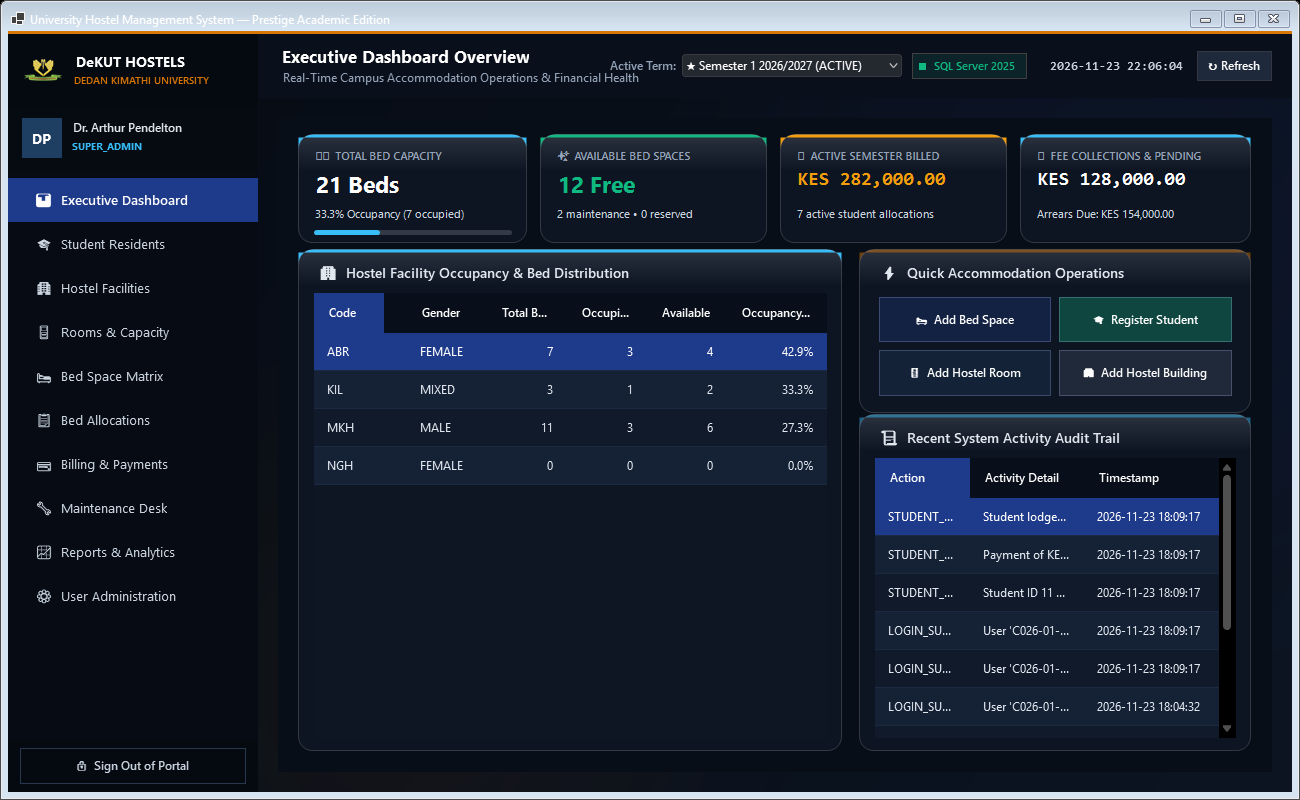 University Hostel Management System — Prestige Academic Edition
DeKUT HOSTELS
DEDAN KIMATHI UNIVERSITY
DP
Dr. Arthur Pendelton
SUPER_ADMIN
Executive Dashboard
Student Residents
Hostel Facilities
Rooms & Capacity
Bed Space Matrix
Bed Allocations
Billing & Payments
Maintenance Desk
Reports & Analytics
User Administration
Sign Out of Portal
Executive Dashboard Overview
Real-Time Campus Accommodation Operations & Financial Health
Active Term: ★ Semester 1 2026/2027 (ACTIVE)
SQL Server 2025
2026-11-23 22:06:04
↻ Refresh
TOTAL BED CAPACITY
21 Beds
33.3% Occupancy (7 occupied)
AVAILABLE BED SPACES
12 Free
2 maintenance • 0 reserved
ACTIVE SEMESTER BILLED
KES 282,000.00
7 active student allocations
FEE COLLECTIONS & PENDING
KES 128,000.00
Arrears Due: KES 154,000.00
Hostel Facility Occupancy & Bed Distribution
Code Gender Total B... Occupi... Available Occupancy...
ABR FEMALE 7 3 4 42.9%
KIL MIXED 3 1 2 33.3%
MKH MALE 11 3 6 27.3%
NGH FEMALE 0 0 0 0.0%
Quick Accommodation Operations
Add Bed Space
Register Student
Add Hostel Room
Add Hostel Building
Recent System Activity Audit Trail
Action Activity Detail Timestamp
STUDENT_... Student lodge... 2026-11-23 18:09:17
STUDENT_... Payment of KE... 2026-11-23 18:09:17
STUDENT_... Student ID 11 ... 2026-11-23 18:09:17
LOGIN_SU... User 'C026-01-... 2026-11-23 18:09:17
LOGIN_SU... User 'C026-01-... 2026-11-23 18:09:17
LOGIN_SU... User 'C026-01-... 2026-11-23 18:04:32